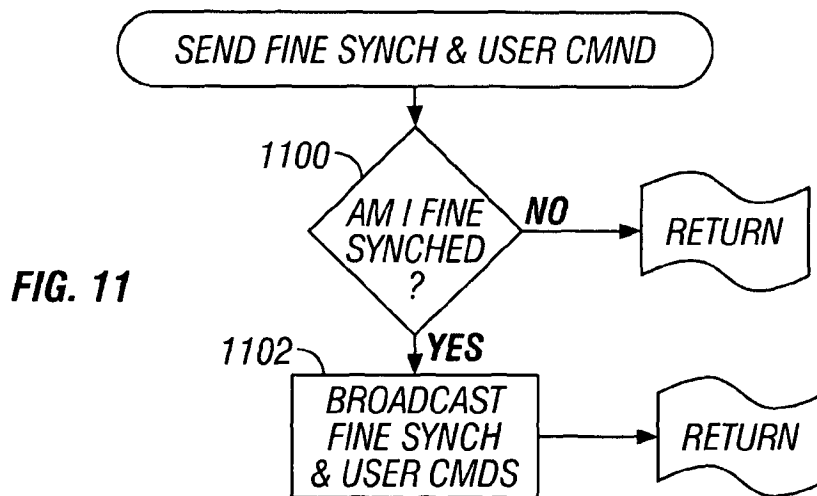 SEND FINE SYNCH & USER CMND
1100
AM I FINE
SYNCHED
?
NO
RETURN
FIG. 11
YES
1102
BROADCAST
FINE SYNCH
& USER CMDS
RETURN